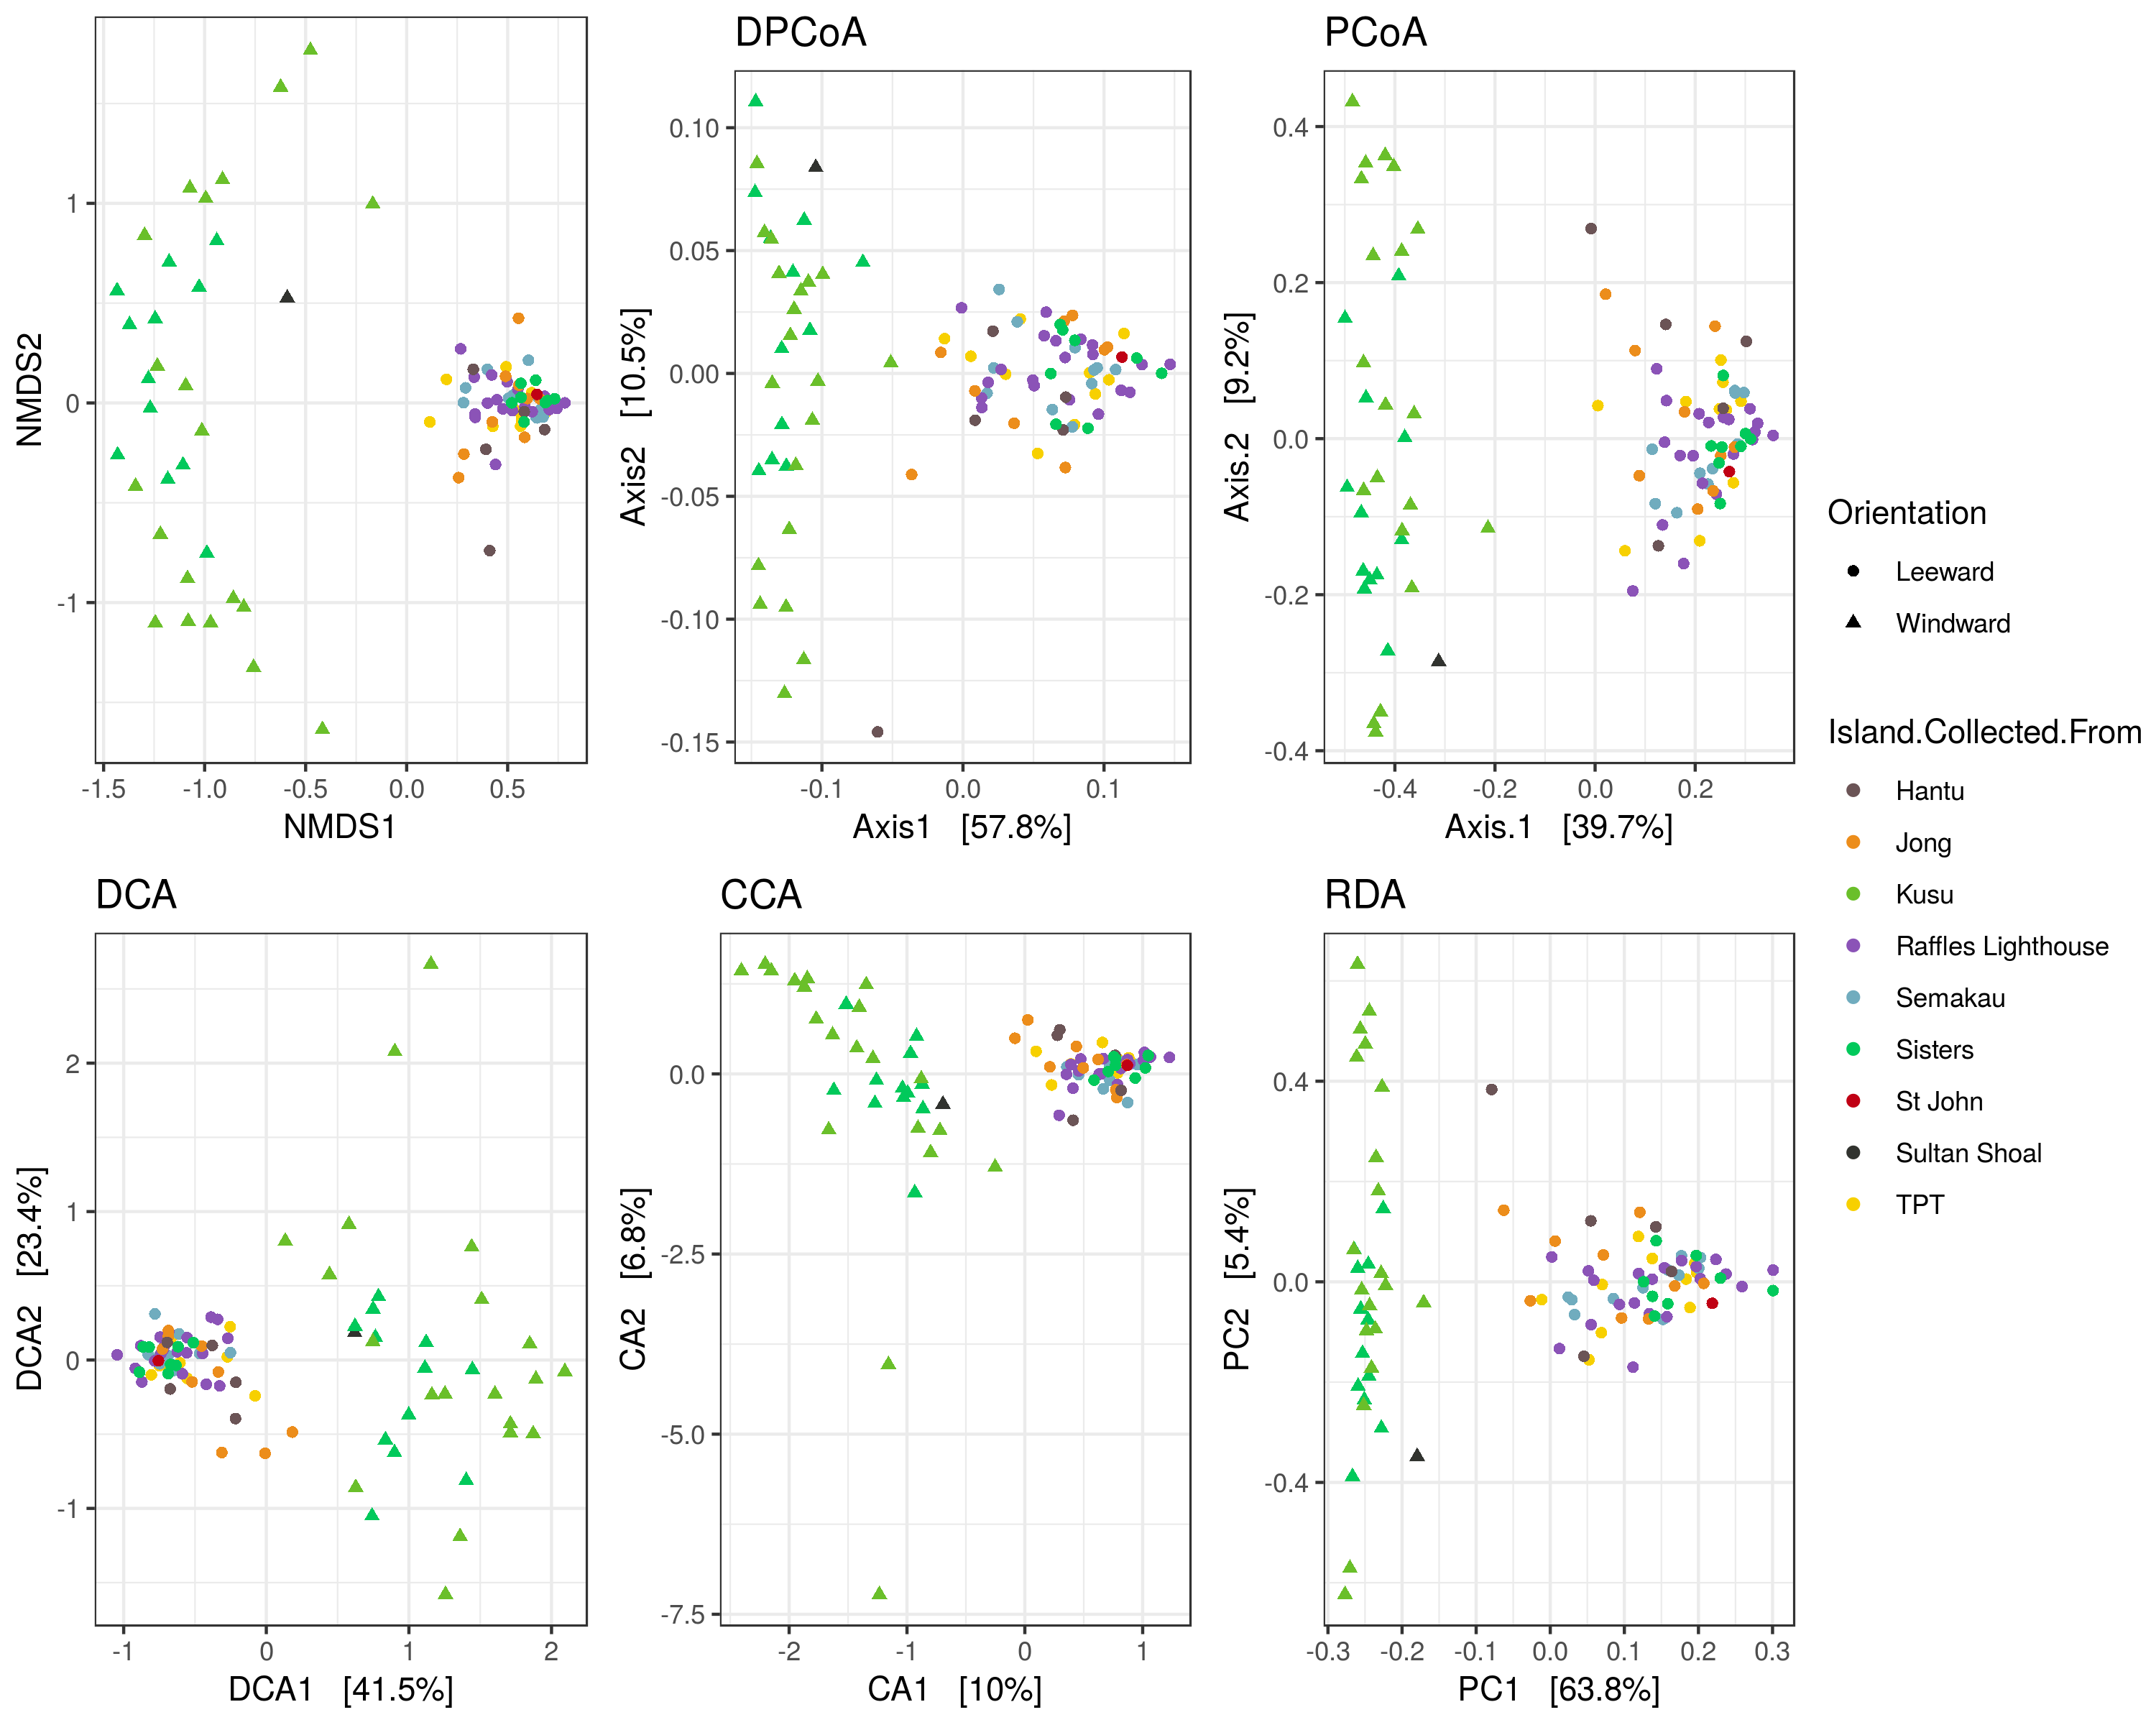 DPCoA
PCoA
NMDS2
1
0
-1
-1.5 -1.0 -0.5 0.0 0.5
NMDS1
Axis2 [10.5%]
0.10
0.05
0.00
-0.05
-0.10
-0.15
-0.1 0.0 0.1
Axis1 [57.8%]
Axis.2 [9.2%]
0.4
0.2
0.0
-0.2
-0.4
-0.4 -0.2 0.0 0.2
Axis.1 [39.7%]
DCA
CCA
RDA
DCA2 [23.4%]
2
1
0
-1
-1 0 1 2
DCA1 [41.5%]
CA2 [6.8%]
0.0
-2.5
-5.0
-7.5
-2 -1 0 1
CA1 [10%]
PC2 [5.4%]
0.4
0.0
-0.4
-0.3 -0.2 -0.1 0.0 0.1 0.2 0.3
PC1 [63.8%]
Orientation
Leeward
Windward
Island.Collected.From
Hantu
Jong
Kusu
Raffles Lighthouse
Semakau
Sisters
St John
Sultan Shoal
TPT